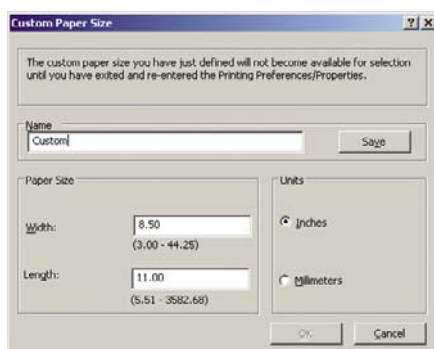 Custom Paper Size
The custom paper size you have just defined will not become available for selection
until you have exited and re-entered the Printing Preferences/Properties.
Name
Custom
Save
Paper Size
Width:
8.50
(3.00 - 44.25)
Length:
11.00
(5.51 - 3582.68)
Units
Inches
Millimeters
OK
Cancel